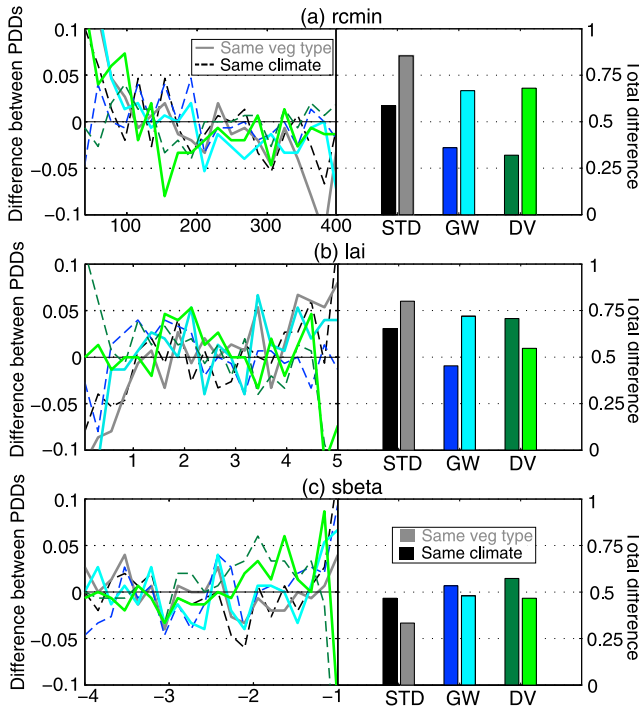 (a) rcmin
Difference between PDDs
0.1
0.05
0
−0.05
−0.1
Same veg type
Same climate
100
200
300
400
STD
GW
DV
1
0.75
0.5
0.25
0
Total difference
(b) lai
Difference between PDDs
0.1
0.05
0
−0.05
−0.1
1
2
3
4
5
STD
GW
DV
1
0.75
0.5
0.25
0
Total difference
(c) sbeta
Difference between PDDs
0.1
0.05
0
−0.05
−0.1
−4
−3
−2
−1
Same veg type
Same climate
STD
GW
DV
1
0.75
0.5
0.25
0
Total difference